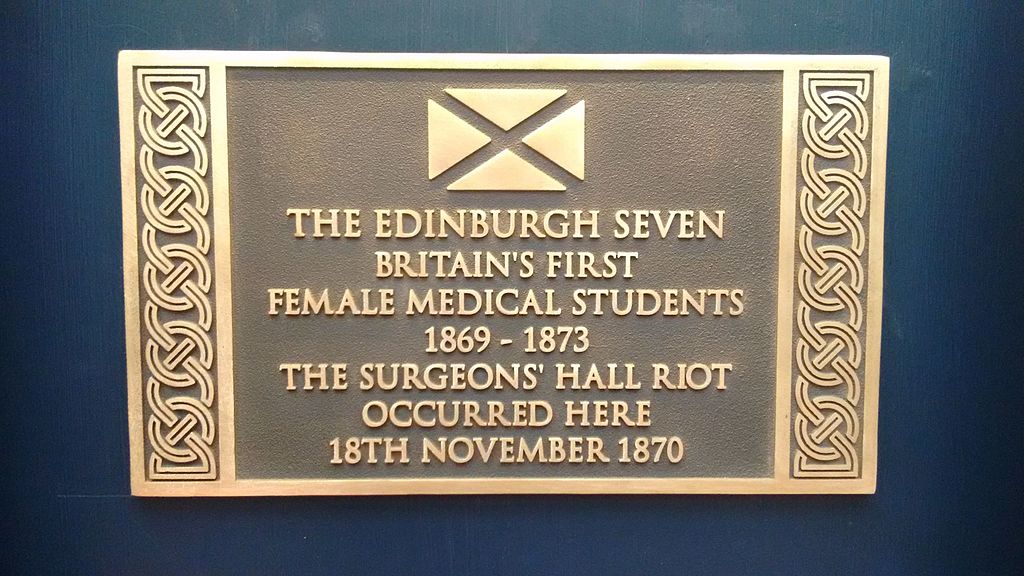 THE EDINBURGH SEVEN
BRITAIN'S FIRST
FEMALE MEDICAL STUDENTS
1869 - 1873
THE SURGEONS' HALL RIOT
OCCURRED HERE
18TH NOVEMBER 1870